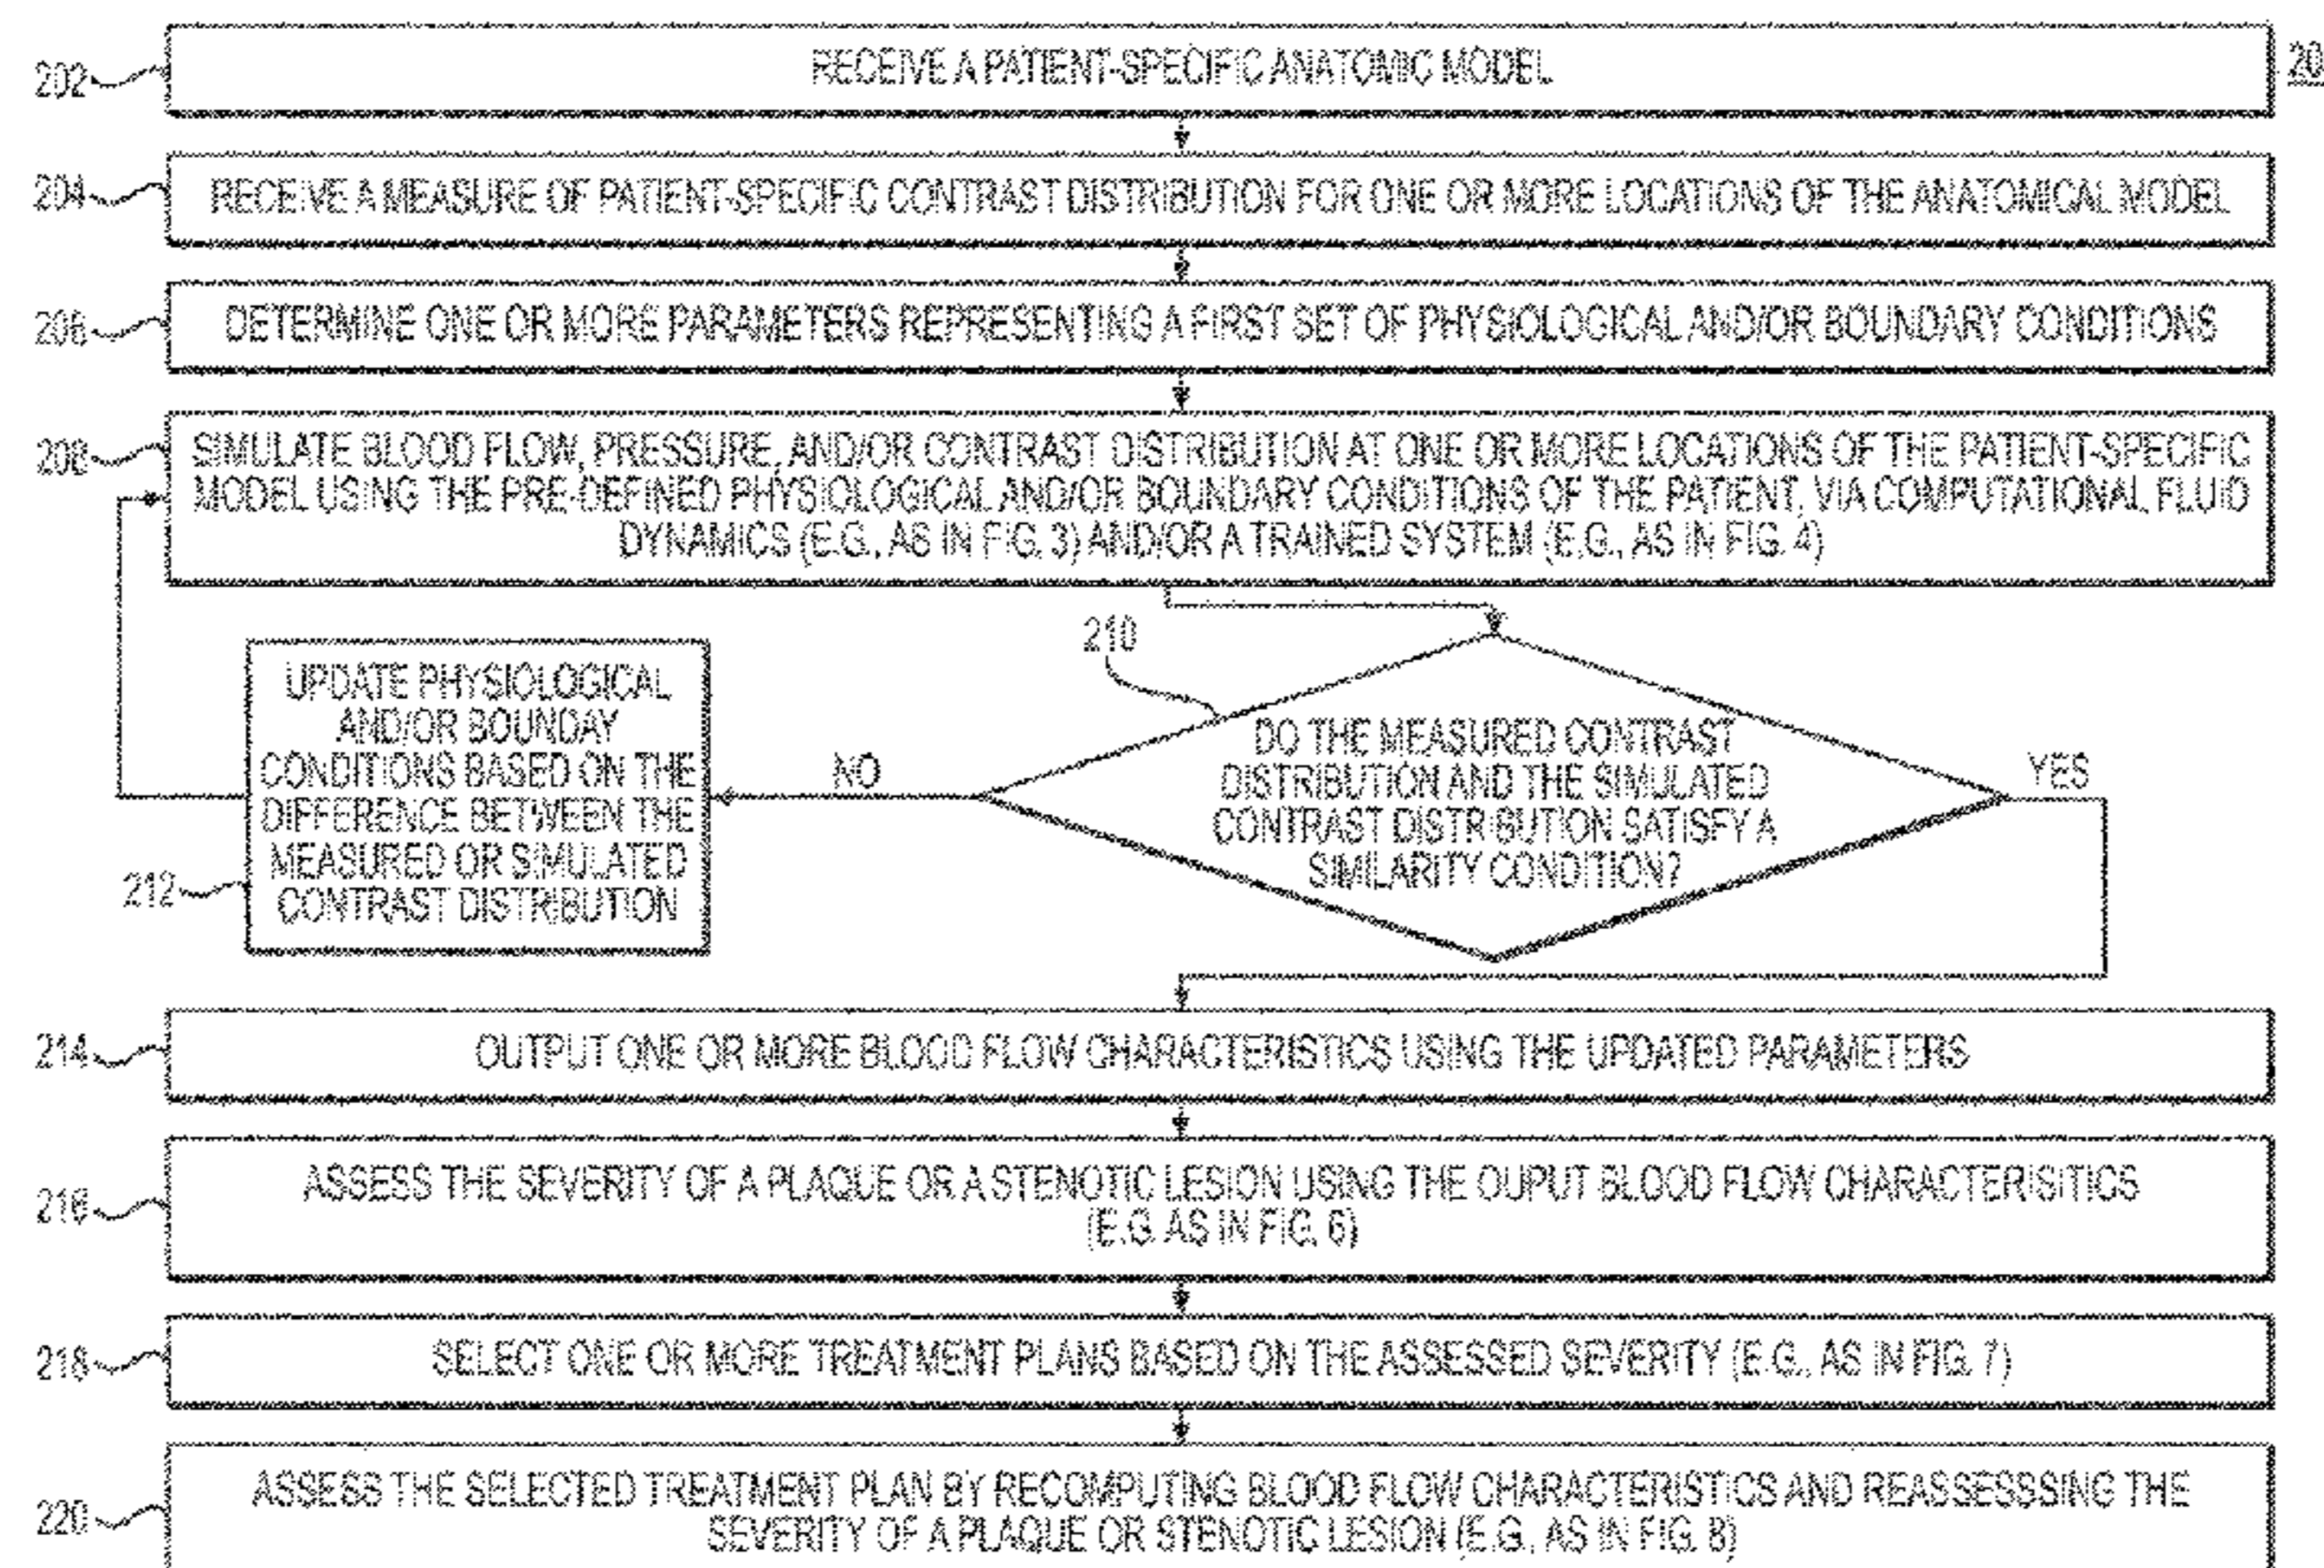 202
RECEIVE A PATIENT-SPECIFIC ANATOMIC MODEL
20
204
RECEIVE A MEASURE OF PATIENT-SPECIFIC CONTRAST DISTRIBUTION FOR ONE OR MORE LOCATIONS OF THE ANATOMICAL MODEL
206
DETERMINE ONE OR MORE PARAMETERS REPRESENTING A FIRST SET OF PHYSIOLOGICAL AND/OR BOUNDARY CONDITIONS
208
SIMULATE BLOOD FLOW, PRESSURE, AND/OR CONTRAST DISTRIBUTION AT ONE OR MORE LOCATIONS OF THE PATIENT-SPECIFIC
MODEL USING THE PRE-DEFINED PHYSIOLOGICAL AND/OR BOUNDARY CONDITIONS OF THE PATIENT, VIA COMPUTATIONAL FLUID
DYNAMICS (E.G., AS IN FIG. 3) AND/OR A TRAINED SYSTEM (E.G., AS IN FIG. 4)
210
DO THE MEASURED CONTRAST
DISTRIBUTION AND THE SIMULATED
CONTRAST DISTRIBUTION SATISFY A
SIMILARITY CONDITION?
YES
NO
UPDATE PHYSIOLOGICAL
AND/OR BOUNDAY
CONDITIONS BASED ON THE
DIFFERENCE BETWEEN THE
MEASURED OR SIMULATED
CONTRAST DISTRIBUTION
212
214
OUTPUT ONE OR MORE BLOOD FLOW CHARACTERISTICS USING THE UPDATED PARAMETERS
216
ASSESS THE SEVERITY OF A PLAQUE OR A STENOTIC LESION USING THE OUPUT BLOOD FLOW CHARACTERISITICS
(E.G. AS IN FIG. 6)
218
SELECT ONE OR MORE TREATMENT PLANS BASED ON THE ASSESSED SEVERITY (E.G., AS IN FIG. 7)
220
ASSESS THE SELECTED TREATMENT PLAN BY RECOMPUTING BLOOD FLOW CHARACTERISTICS AND REASSESSSING THE
SEVERITY OF A PLAQUE OR STENOTIC LESION (E.G., AS IN FIG. 8)